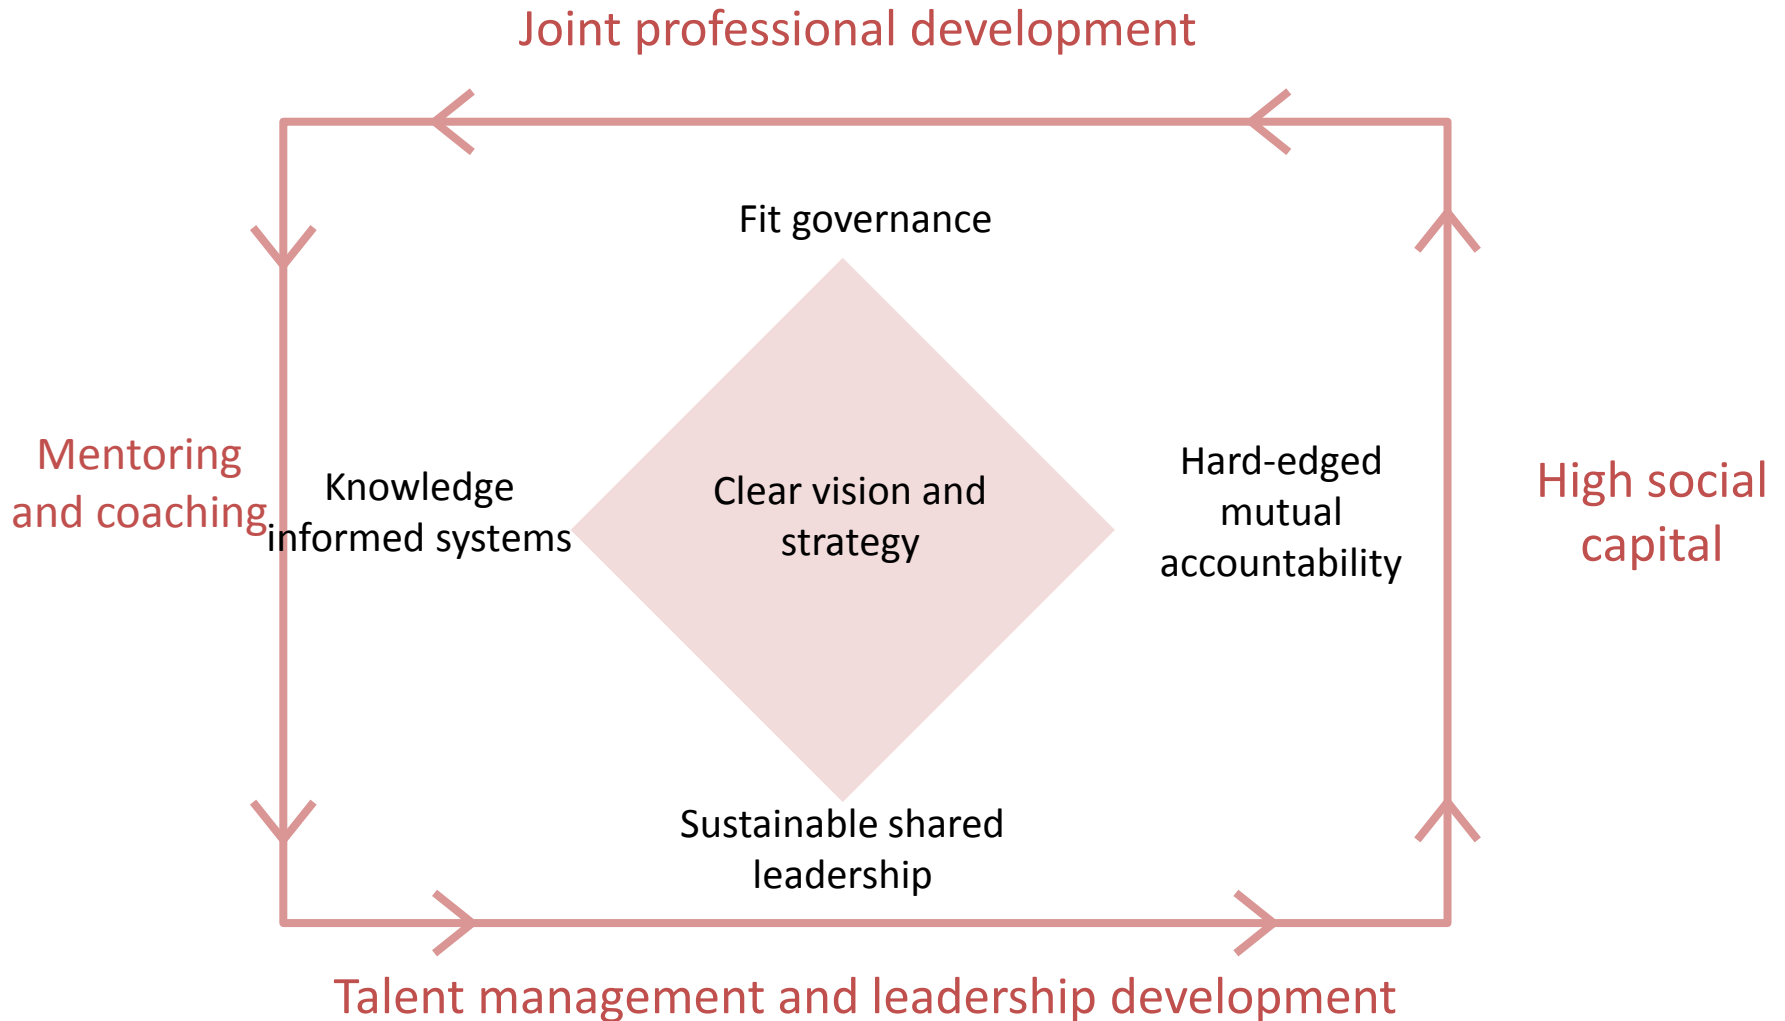 Joint professional development
Fit governance
Mentoring
and coaching
Knowledge
informed systems
Clear vision and
strategy
Hard-edged
mutual
accountability
High social
capital
Sustainable shared
leadership
Talent management and leadership development